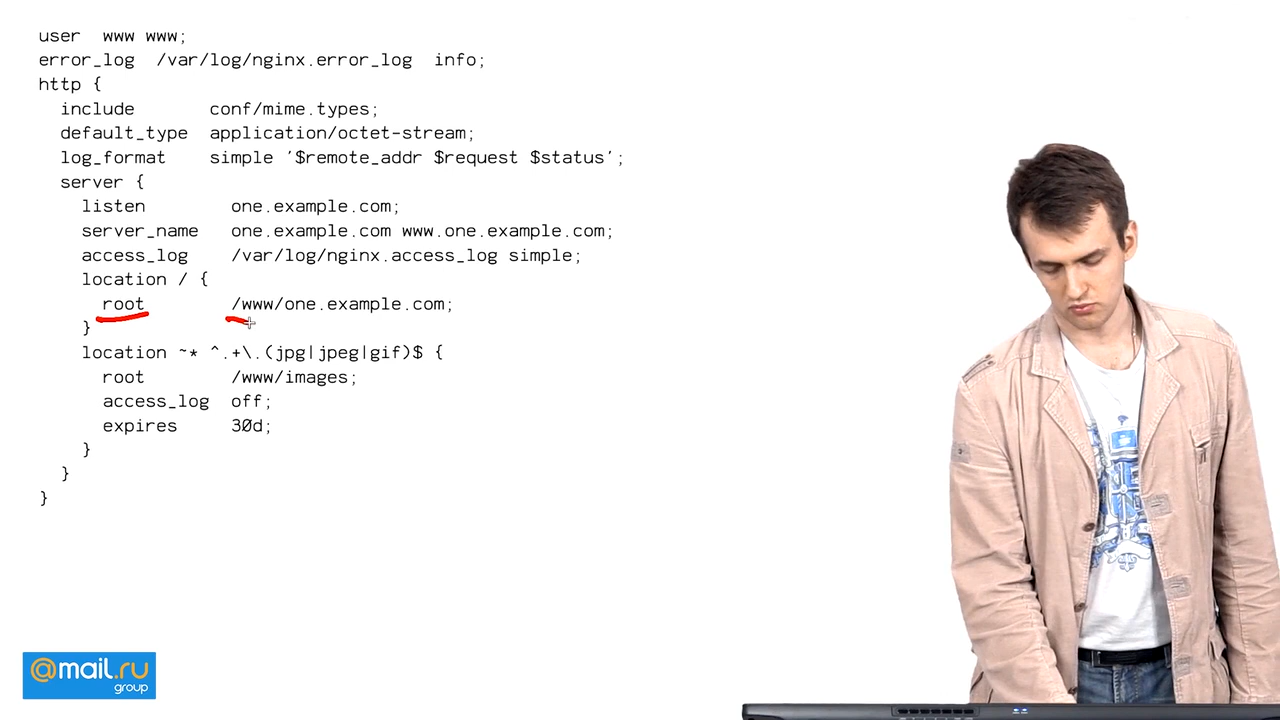 user www www;
error_log /var/log/nginx.error_log info;
http {
include conf/mime.types;
default_type application/octet-stream;
log_format simple '$remote_addr $request $status';
server {
listen one.example.com;
server_name one.example.com www.one.example.com;
access_log /var/log/nginx.access_log simple;
location / {
root /www/one.example.com;
}
location ~* ^.+\.(jpg|jpeg|gif)$ {
root /www/images;
access_log off;
expires 30d;
}
}
}
@mail.ru
group